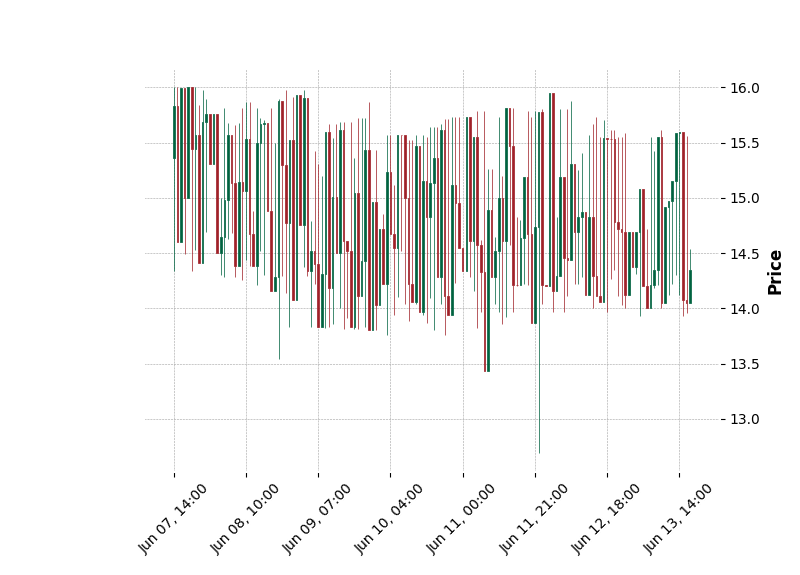 16.0
15.5
15.0
14.5
14.0
13.5
13.0
Price
Jun 07, 14:00
Jun 08, 10:00
Jun 09, 07:00
Jun 10, 04:00
Jun 11, 00:00
Jun 11, 21:00
Jun 12, 18:00
Jun 13, 14:00